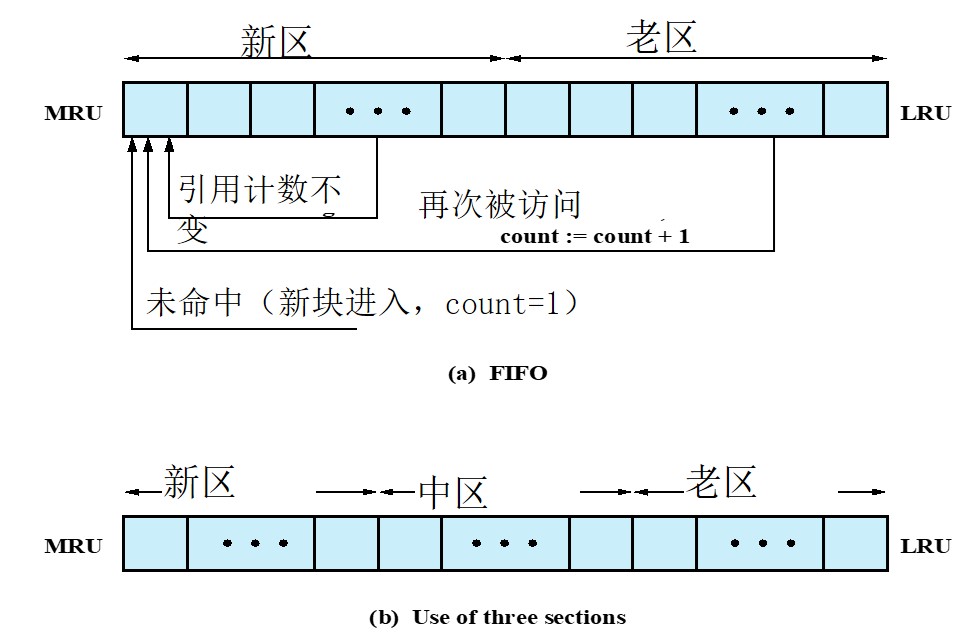 新区 老区
MRU LRU
引用计数不
变
再次被访问
count := count + 1
未命中（新块进入，count=1）
(a) FIFO
新区 中区 老区
MRU LRU
(b) Use of three sections